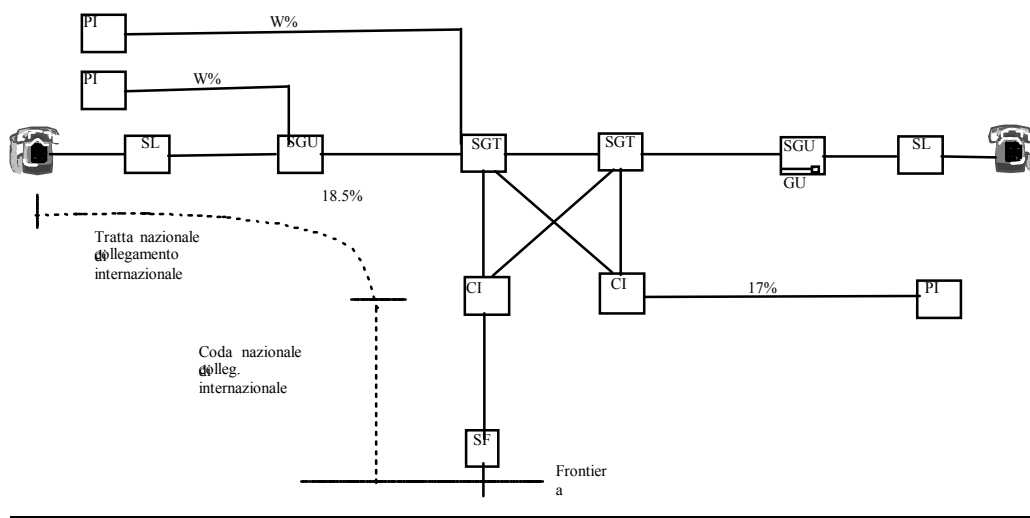 PI
W%
PI
W%
SL
SGU
SGT
SGT
SGU
SL
GU
18.5%
Tratta nazionale
di
collegamento
internazionale
CI
CI
17%
PI
Coda nazionale
di
colleg.
internazionale
SF
Frontier
a